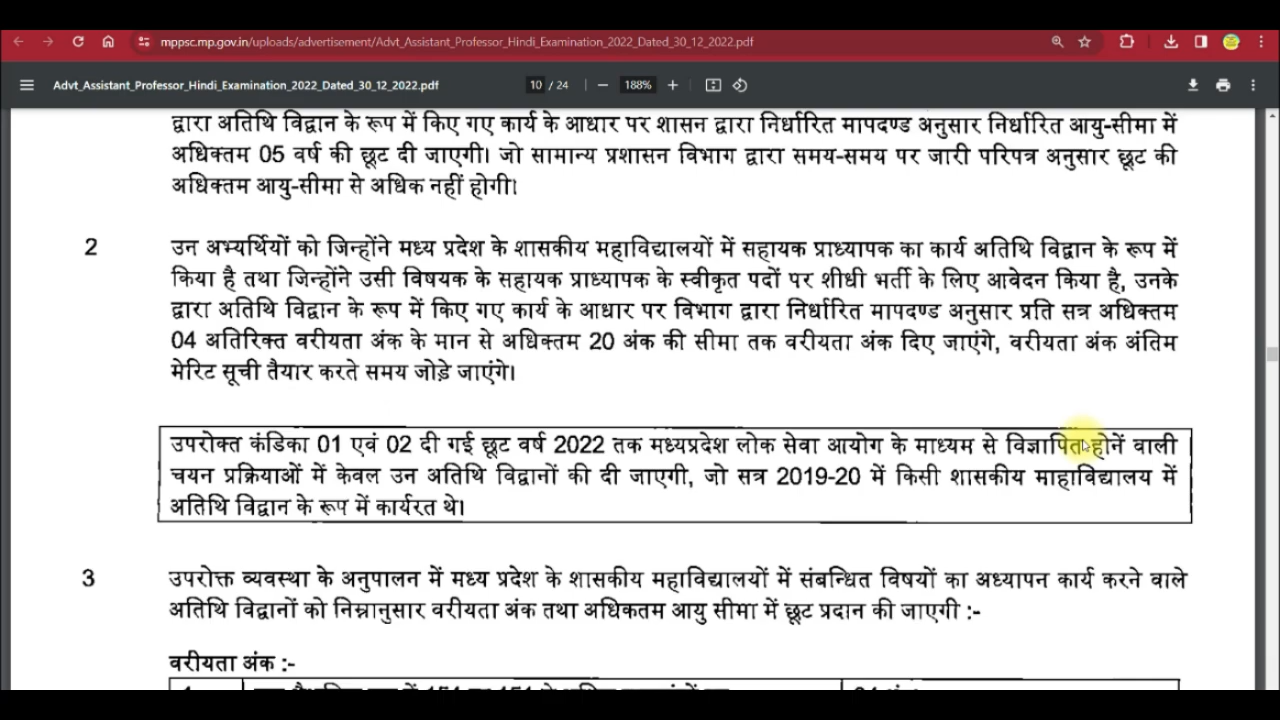 mppsc.mp.gov.in/uploads/advertisement/Advt_Assistant_Professor_Hindi_Examination_2022_Dated_30_12_2022.pdf
Advt_Assistant_Professor_Hindi_Examination_2022_Dated_30_12_2022.pdf 10 / 24 188%
द्वारा अतिथि विद्वान के रूप में किए गए कार्य के आधार पर शासन द्वारा निर्धारित मापदण्ड अनुसार निर्धारित आयु-सीमा में
अधिक्तम 05 वर्ष की छूट दी जाएगी। जो सामान्य प्रशासन विभाग द्वारा समय-समय पर जारी परिपत्र अनुसार छूट की
अधिक्तम आयु-सीमा से अधिक नहीं होगी।
2 उन अभ्यर्थियों को जिन्होंने मध्य प्रदेश के शासकीय महाविद्यालयों में सहायक प्राध्यापक का कार्य अतिथि विद्वान के रूप में
किया है तथा जिन्होंने उसी विषयक के सहायक प्राध्यापक के स्वीकृत पदों पर शीधी भर्ती के लिए आवेदन किया है, उनके
द्वारा अतिथि विद्वान के रूप में किए गए कार्य के आधार पर विभाग द्वारा निर्धारित मापदण्ड अनुसार प्रति सत्र अधिक्तम
04 अतिरिक्त वरीयता अंक के मान से अधिक्तम 20 अंक की सीमा तक वरीयता अंक दिए जाएंगे, वरीयता अंक अंतिम
मेरिट सूची तैयार करते समय जोड़े जाएंगे।
उपरोक्त कंडिका 01 एवं 02 दी गई छूट वर्ष 2022 तक मध्यप्रदेश लोक सेवा आयोग के माध्यम से विज्ञापित होनें वाली
चयन प्रक्रियाओं में केवल उन अतिथि विद्वानों की दी जाएगी, जो सत्र 2019-20 में किसी शासकीय माहाविद्यालय में
अतिथि विद्वान के रूप में कार्यरत थे।
3 उपरोक्त व्यवस्था के अनुपालन में मध्य प्रदेश के शासकीय महाविद्यालयों में संबन्धित विषयों का अध्यापन कार्य करने वाले
अतिथि विद्वानों को निम्नानुसार वरीयता अंक तथा अधिकतम आयु सीमा में छूट प्रदान की जाएगी :-
वरीयता अंक :-